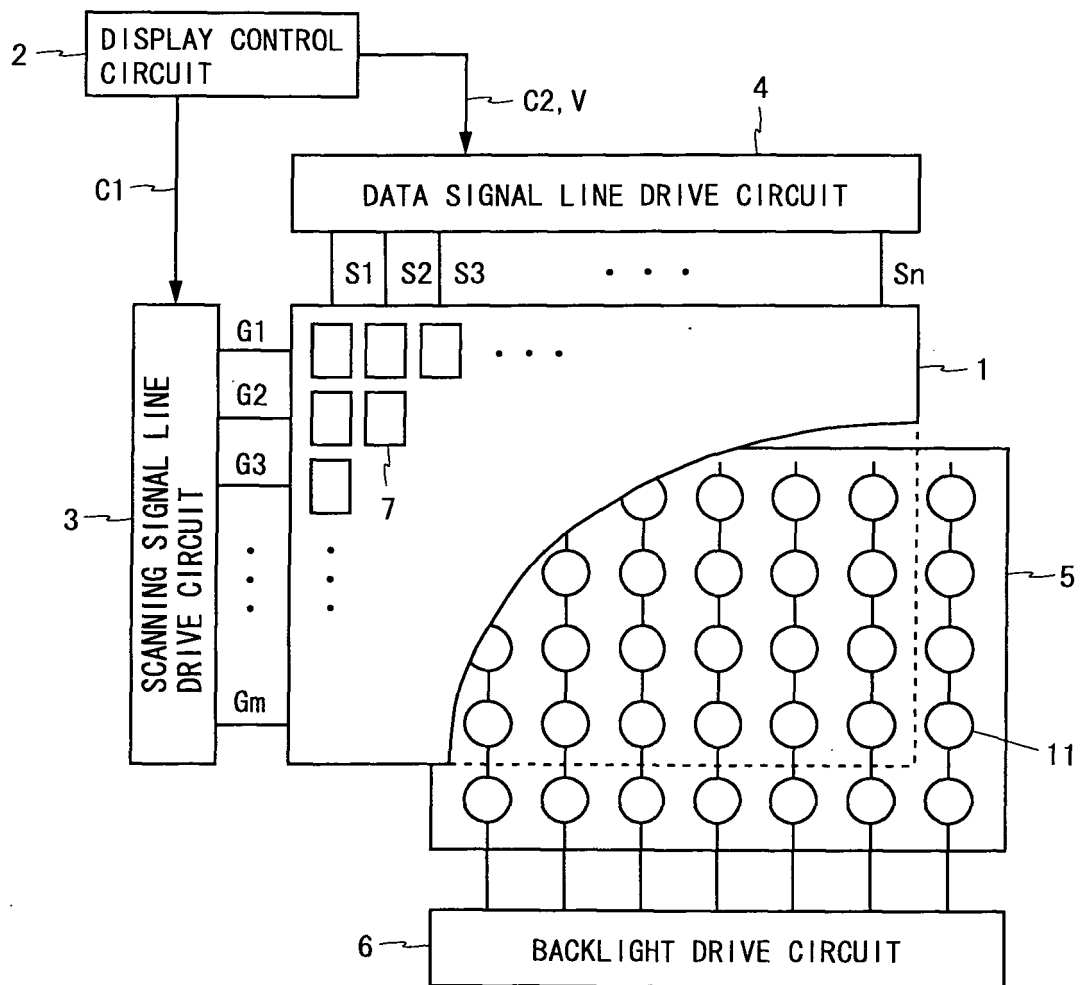 2
DISPLAY CONTROL
CIRCUIT
C2, V
4
C1
DATA SIGNAL LINE DRIVE CIRCUIT
S1 S2 S3 · · · Sn
G1
G2
G3
Gm
1
3
SCANNING SIGNAL LINE
DRIVE CIRCUIT
7
5
11
6
BACKLIGHT DRIVE CIRCUIT